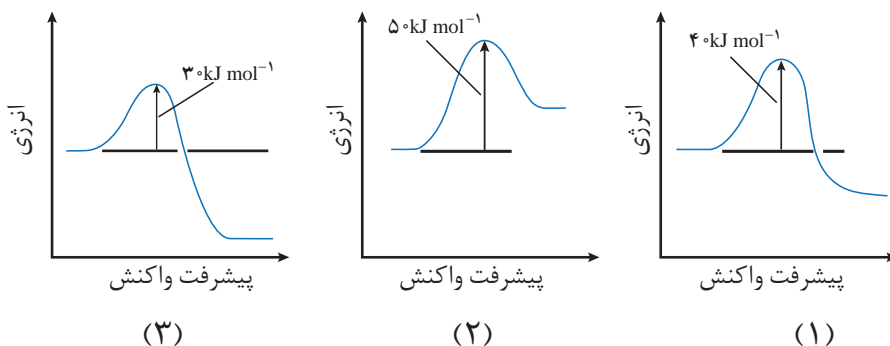 ۴۰kJ mol⁻¹
انرژی
پیشرفت واکنش
(۱)
۵۰kJ mol⁻¹
انرژی
پیشرفت واکنش
(۲)
۳۰kJ mol⁻¹
انرژی
پیشرفت واکنش
(۳)